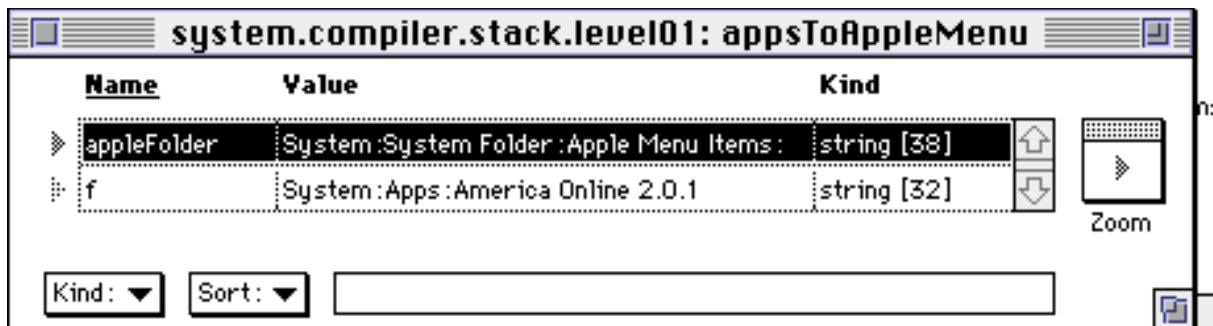 system.compiler.stack.level01: appsToAppleMenu
Name Value Kind
appleFolder System:System Folder:Apple Menu Items: string [38]
f System:Apps:America Online 2.0.1 string [32]
Zoom
Kind: Sort: